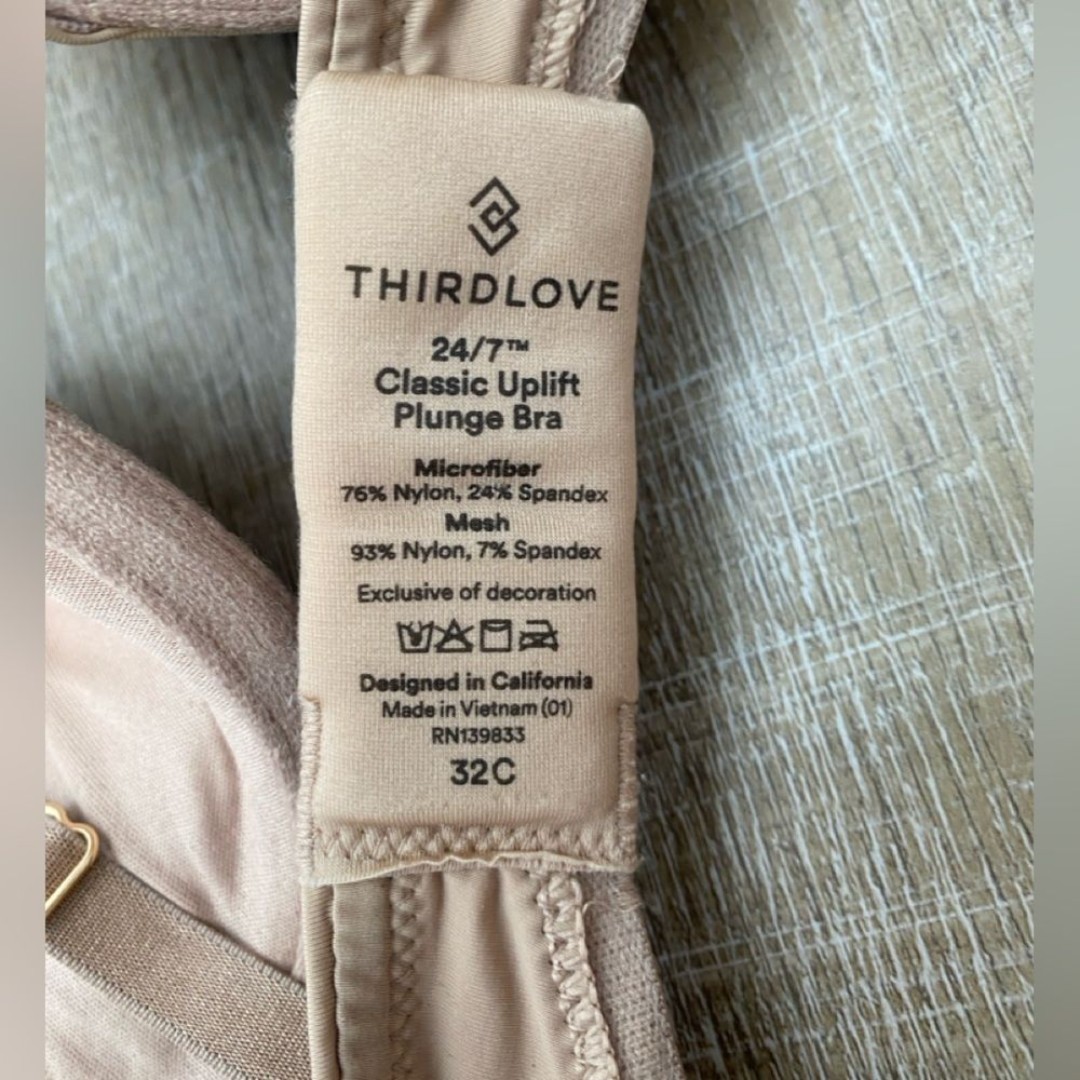 THIRDLOVE
24/7™
Classic Uplift
Plunge Bra
Microfiber
76% Nylon, 24% Spandex
Mesh
93% Nylon, 7% Spandex
Exclusive of decoration
Designed in California
Made in Vietnam (01)
RN139833
32C